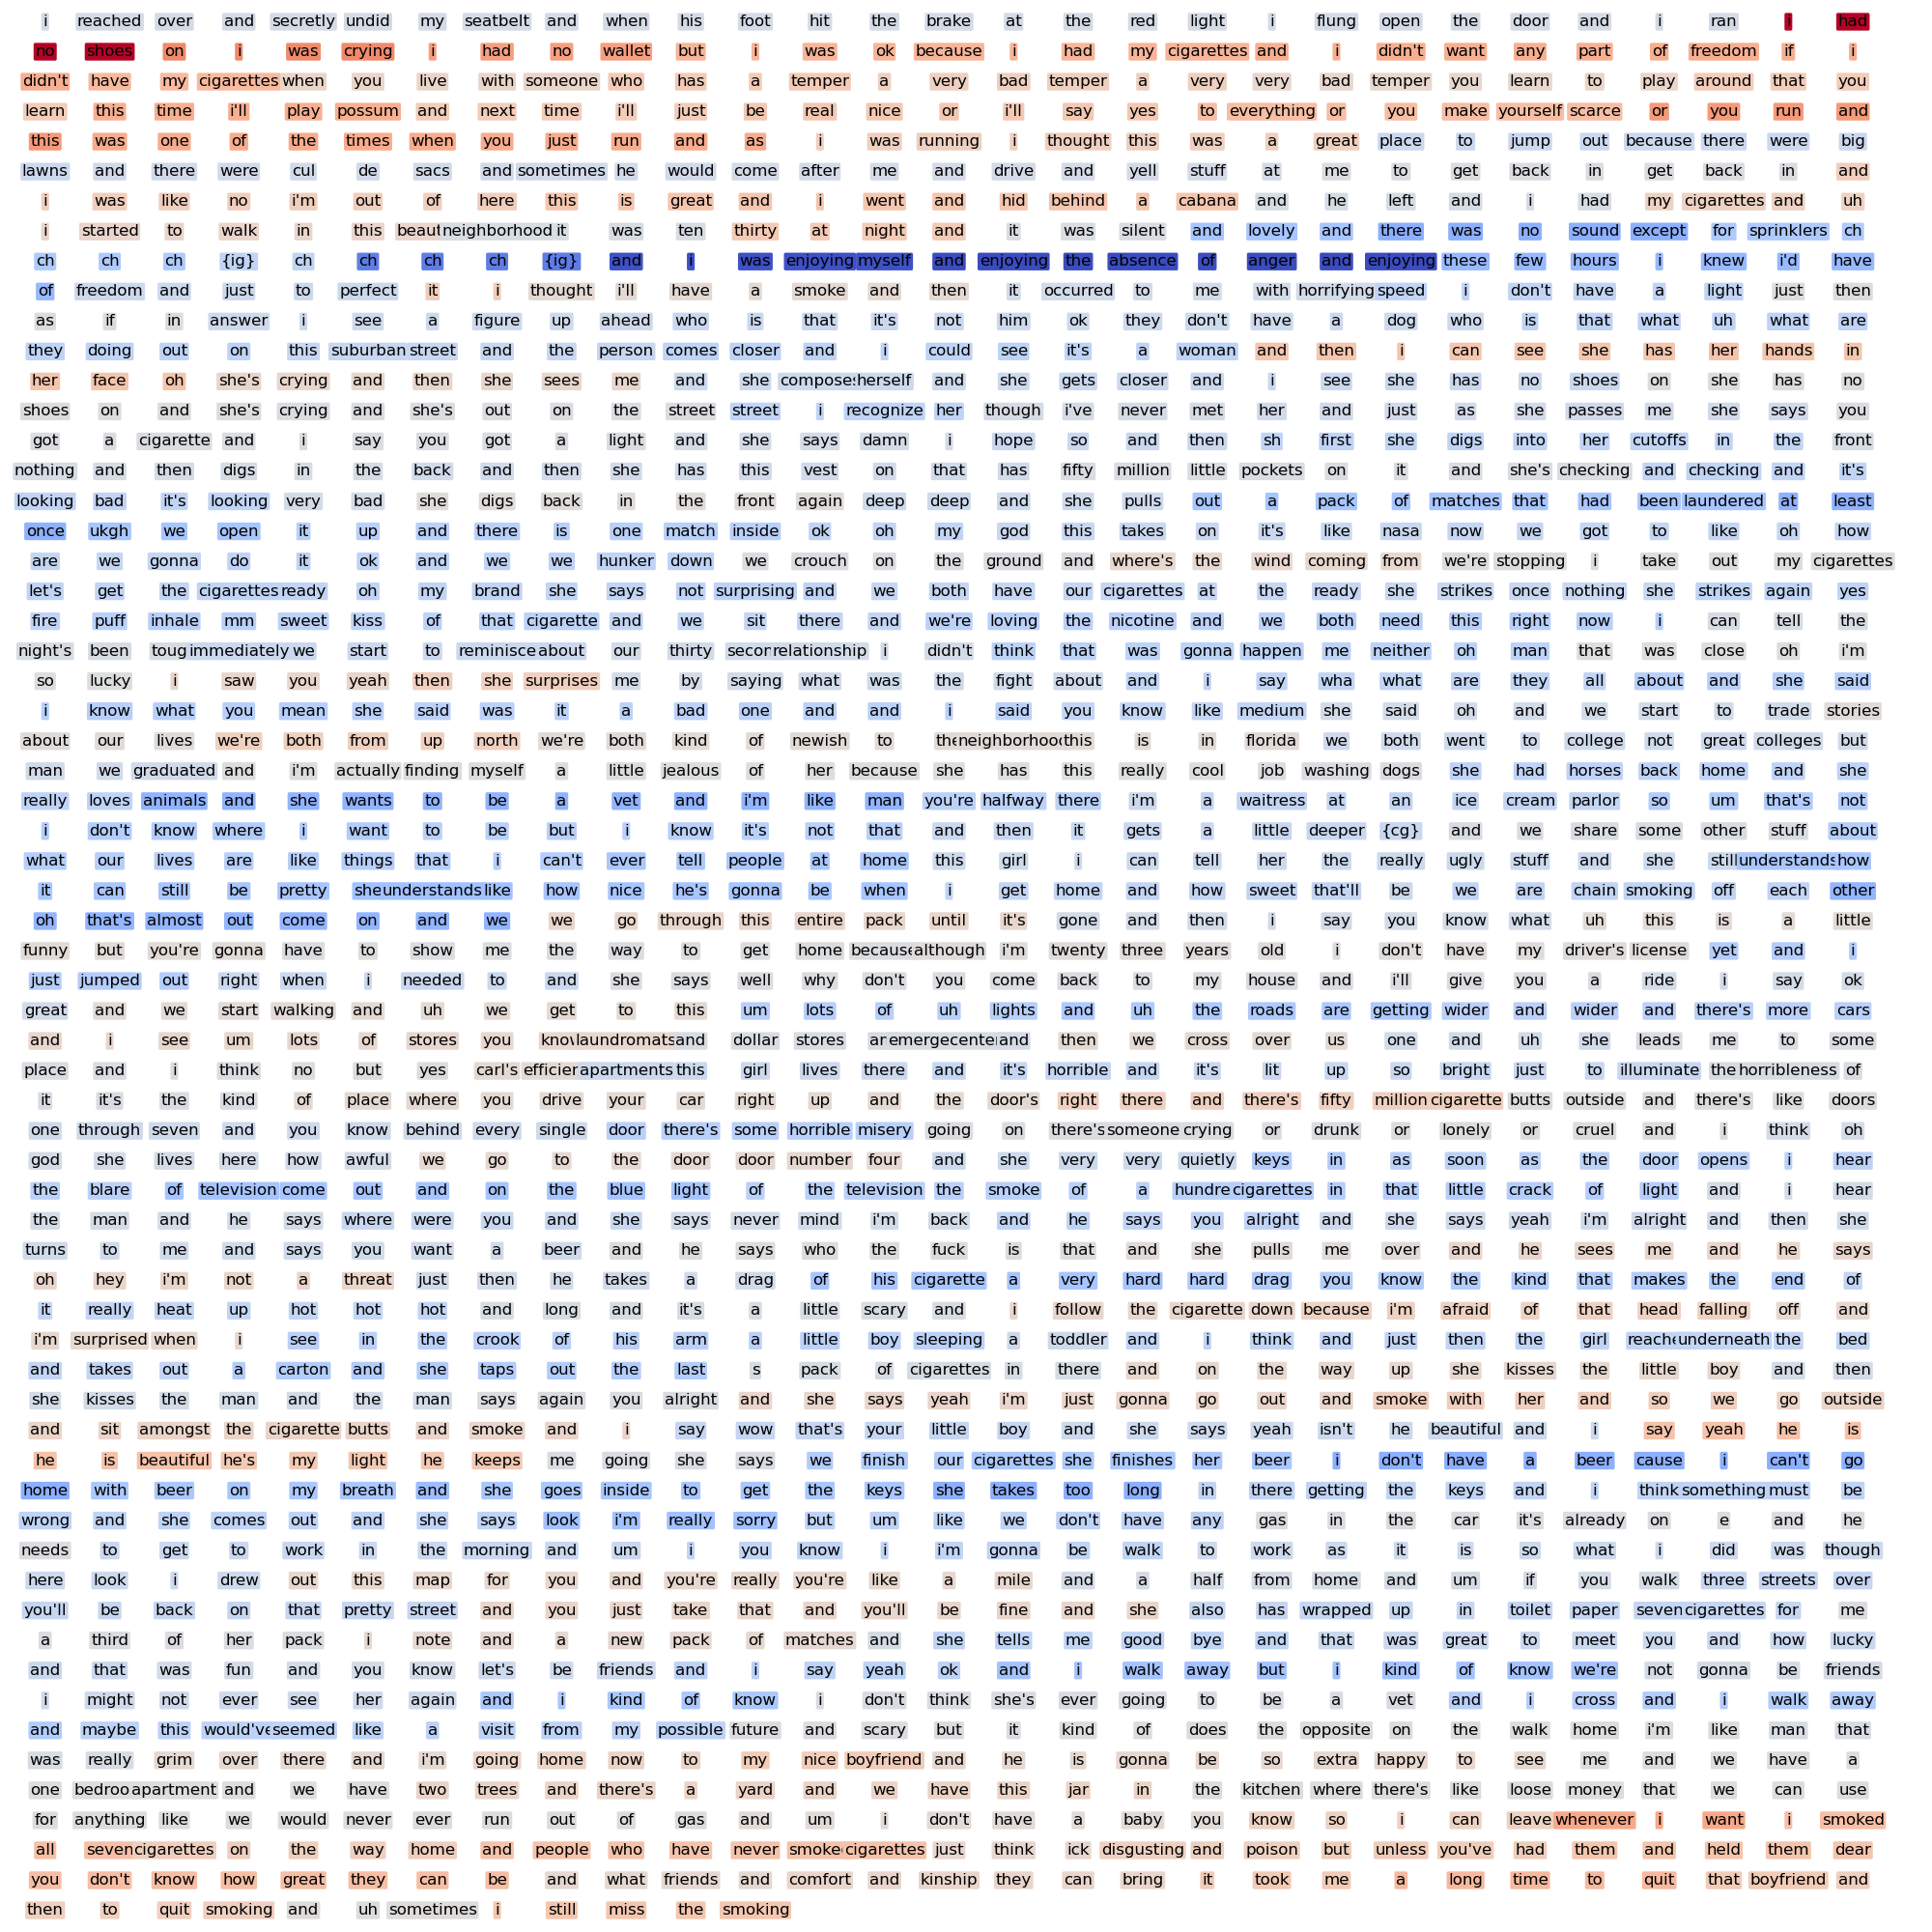 i reached over and secretly undid my seatbelt and when his foot hit the brake at the red light i flung open the door and i ran i had
no shoes on i was crying i had no wallet but i was ok because i had my cigarettes and i didn't want any part of freedom if i
didn't have my cigarettes when you live with someone who has a temper a very bad temper a very very bad temper you learn to play around that you
learn this time i'll play possum and next time i'll just be real nice or i'll say yes to everything or you make yourself scarce or you run and
this was one of the times when you just run and as i was running i thought this was a great place to jump out because there were big
lawns and there were cul de sacs and sometimes he would come after me and drive and yell stuff at me to get back in get back in and
i was like no i'm out of here this is great and i went and hid behind a cabana and he left and i had my cigarettes and uh
i started to walk in this beaut neighborhood it was ten thirty at night and it was silent and lovely and there was no sound except for sprinklers ch
ch ch ch {ig} ch ch ch ch {ig} and i was enjoying myself and enjoying the absence of anger and enjoying these few hours i knew i'd have
of freedom and just to perfect it i thought i'll have a smoke and then it occurred to me with horrifying speed i don't have a light just then
as if in answer i see a figure up ahead who is that it's not him ok they don't have a dog who is that what uh what are
they doing out on this suburban street and the person comes closer and i could see it's a woman and then i can see she has her hands in
her face oh she's crying and then she sees me and she compose herself and she gets closer and i see she has no shoes on she has no
shoes on and she's crying and she's out on the street street i recognize her though i've never met her and just as she passes me she says you
got a cigarette and i say you got a light and she says damn i hope so and then sh first she digs into her cutoffs in the front
nothing and then digs in the back and then she has this vest on that has fifty million little pockets on it and she's checking and checking and it's
looking bad it's looking very bad she digs back in the front again deep deep and she pulls out a pack of matches that had been laundered at least
once ukgh we open it up and there is one match inside ok oh my god this takes on it's like nasa now we got to like oh how
are we gonna do it ok and we we hunker down we crouch on the ground and where's the wind coming from we're stopping i take out my cigarettes
let's get the cigarettes ready oh my brand she says not surprising and we both have our cigarettes at the ready she strikes once nothing she strikes again yes
fire puff inhale mm sweet kiss of that cigarette and we sit there and we're loving the nicotine and we both need this right now i can tell the
night's been toug immediately we start to reminisce about our thirty secon relationship i didn't think that was gonna happen me neither oh man that was close oh i'm
so lucky i saw you yeah then she surprises me by saying what was the fight about and i say wha what are they all about and she said
i know what you mean she said was it a bad one and and i said you know like medium she said oh and we start to trade stories
about our lives we're both from up north we're both kind of newish to the neighborhoo this is in florida we both went to college not great colleges but
man we graduated and i'm actually finding myself a little jealous of her because she has this really cool job washing dogs she had horses back home and she
really loves animals and she wants to be a vet and i'm like man you're halfway there i'm a waitress at an ice cream parlor so um that's not
i don't know where i want to be but i know it's not that and then it gets a little deeper {cg} and we share some other stuff about
what our lives are like things that i can't ever tell people at home this girl i can tell her the really ugly stuff and she still understands how
it can still be pretty she understands like how nice he's gonna be when i get home and how sweet that'll be we are chain smoking off each other
oh that's almost out come on and we we go through this entire pack until it's gone and then i say you know what uh this is a little
funny but you're gonna have to show me the way to get home becaus although i'm twenty three years old i don't have my driver's license yet and i
just jumped out right when i needed to and she says well why don't you come back to my house and i'll give you a ride i say ok
great and we start walking and uh we get to this um lots of uh lights and uh the roads are getting wider and wider and there's more cars
and i see um lots of stores you know laundromats and dollar stores an emergecenter and then we cross over us one and uh she leads me to some
place and i think no but yes carl's efficien apartments this girl lives there and it's horrible and it's lit up so bright just to illuminate the horribleness of
it it's the kind of place where you drive your car right up and the door's right there and there's fifty million cigarette butts outside and there's like doors
one through seven and you know behind every single door there's some horrible misery going on there's someone crying or drunk or lonely or cruel and i think oh
god she lives here how awful we go to the door door number four and she very very quietly keys in as soon as the door opens i hear
the blare of television come out and on the blue light of the television the smoke of a hundre cigarettes in that little crack of light and i hear
the man and he says where were you and she says never mind i'm back and he says you alright and she says yeah i'm alright and then she
turns to me and says you want a beer and he says who the fuck is that and she pulls me over and he sees me and he says
oh hey i'm not a threat just then he takes a drag of his cigarette a very hard hard drag you know the kind that makes the end of
it really heat up hot hot hot and long and it's a little scary and i follow the cigarette down because i'm afraid of that head falling off and
i'm surprised when i see in the crook of his arm a little boy sleeping a toddler and i think and just then the girl reache underneath the bed
and takes out a carton and she taps out the last s pack of cigarettes in there and on the way up she kisses the little boy and then
she kisses the man and the man says again you alright and she says yeah i'm just gonna go out and smoke with her and so we go outside
and sit amongst the cigarette butts and smoke and i say wow that's your little boy and she says yeah isn't he beautiful and i say yeah he is
he is beautiful he's my light he keeps me going she says we finish our cigarettes she finishes her beer i don't have a beer cause i can't go
home with beer on my breath and she goes inside to get the keys she takes too long in there getting the keys and i think something must be
wrong and she comes out and she says look i'm really sorry but um like we don't have any gas in the car it's already on e and he
needs to get to work in the morning and um i you know i i'm gonna be walk to work as it is so what i did was though
here look i drew out this map for you and you're really you're like a mile and a half from home and um if you walk three streets over
you'll be back on that pretty street and you just take that and you'll be fine and she also has wrapped up in toilet paper seven cigarettes for me
a third of her pack i note and a new pack of matches and she tells me good bye and that was great to meet you and how lucky
and that was fun and you know let's be friends and i say yeah ok and i walk away but i kind of know we're not gonna be friends
i might not ever see her again and i kind of know i don't think she's ever going to be a vet and i cross and i walk away
and maybe this would've seemed like a visit from my possible future and scary but it kind of does the opposite on the walk home i'm like man that
was really grim over there and i'm going home now to my nice boyfriend and he is gonna be so extra happy to see me and we have a
one bedroo apartment and we have two trees and there's a yard and we have this jar in the kitchen where there's like loose money that we can use
for anything like we would never ever run out of gas and um i don't have a baby you know so i can leave whenever i want i smoked
all seven cigarettes on the way home and people who have never smoke cigarettes just think ick disgusting and poison but unless you've had them and held them dear
you don't know how great they can be and what friends and comfort and kinship they can bring it took me a long time to quit that boyfriend and
then to quit smoking and uh sometimes i still miss the smoking